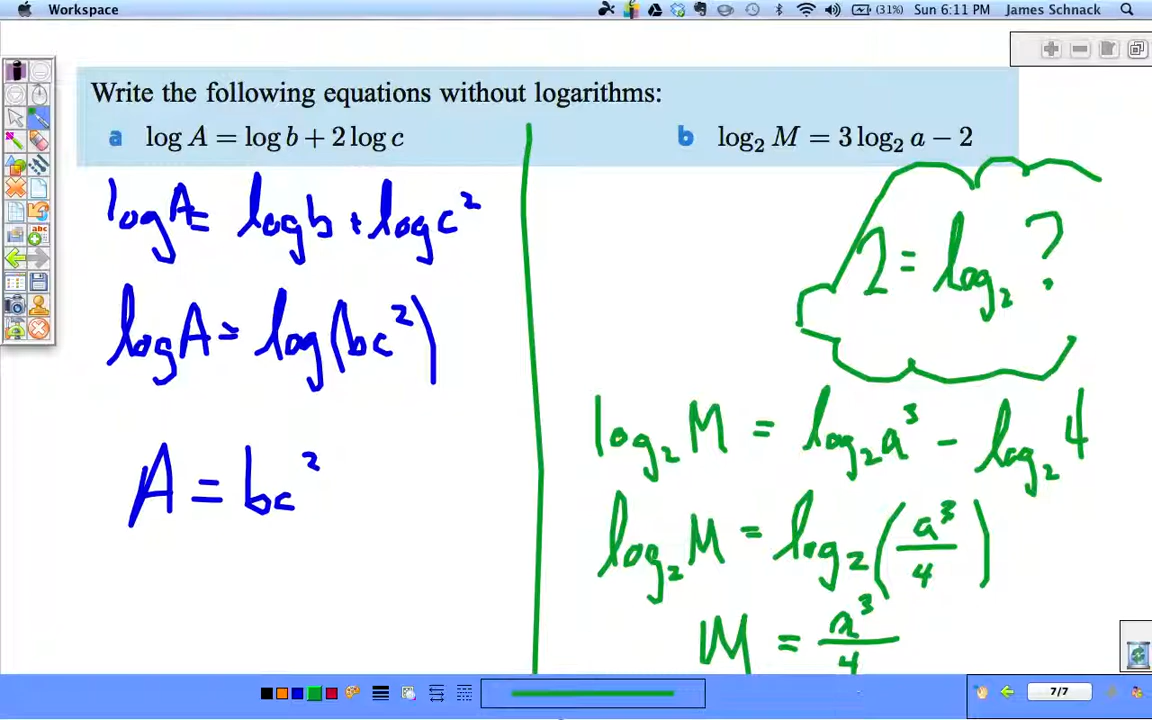 Workspace
(31%) Sun 6:11 PM James Schnack
Write the following equations without logarithms:
a log A = log b + 2 log c
b log₂ M = 3 log₂ a − 2
logA = log b + log c²
logA = log(bc²)
A = bc²
2 = log₂ ?
log₂ M = log₂ a³ − log₂ 4
log₂ M = log₂ (a³/4)
M = a³/4
7/7